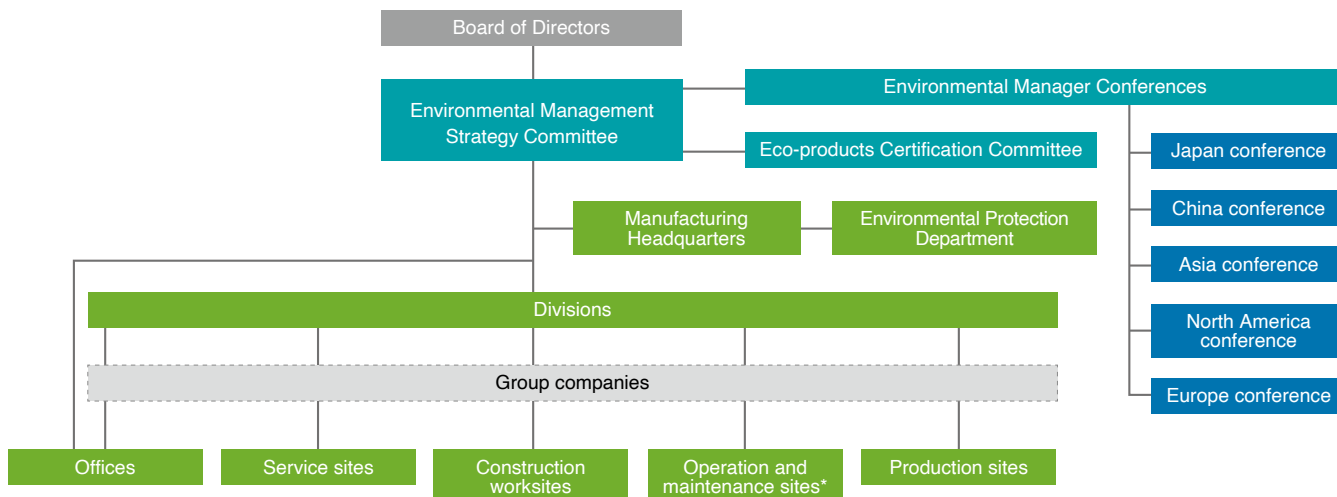 Board of Directors
Environmental Management
Strategy Committee
Environmental Manager Conferences
Eco-products Certification Committee
Japan conference
China conference
Asia conference
North America
conference
Europe conference
Manufacturing
Headquarters
Environmental Protection
Department
Divisions
Group companies
Offices
Service sites
Construction
worksites
Operation and
maintenance sites*
Production sites